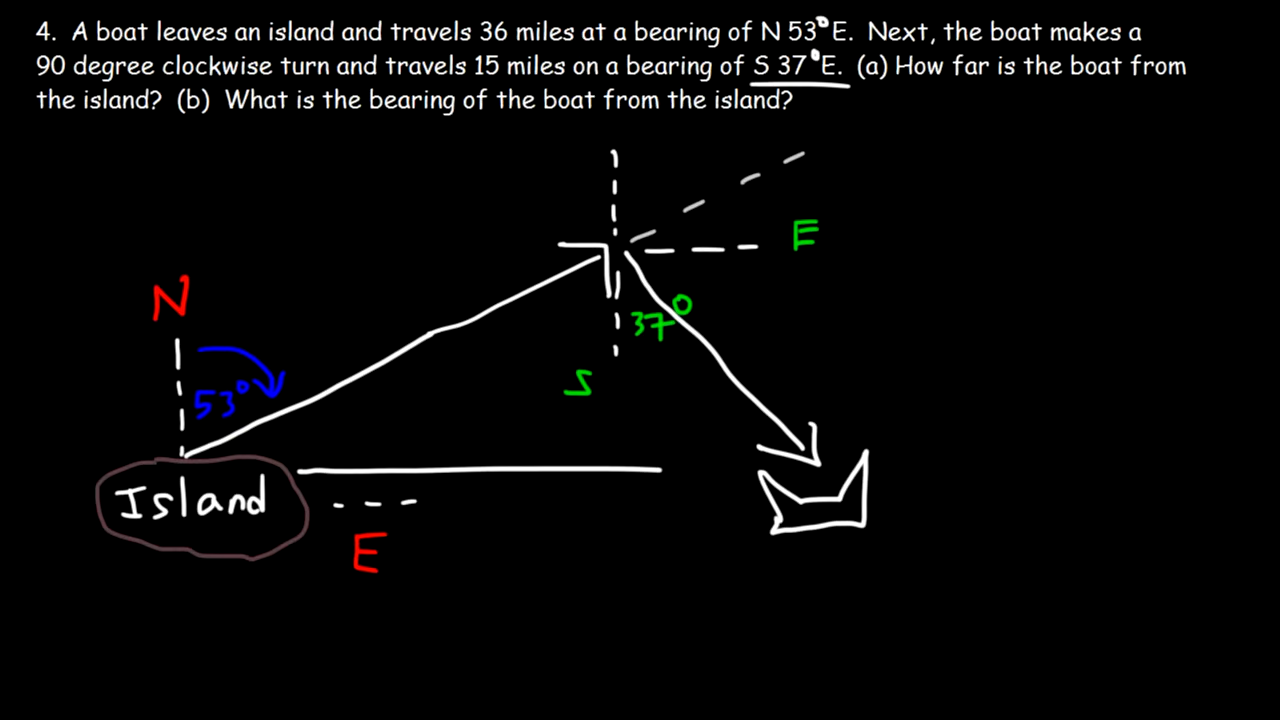 4. A boat leaves an island and travels 36 miles at a bearing of N 53°E. Next, the boat makes a
90 degree clockwise turn and travels 15 miles on a bearing of S 37°E. (a) How far is the boat from
the island? (b) What is the bearing of the boat from the island?
E
N
37°
S
53°
Island
E